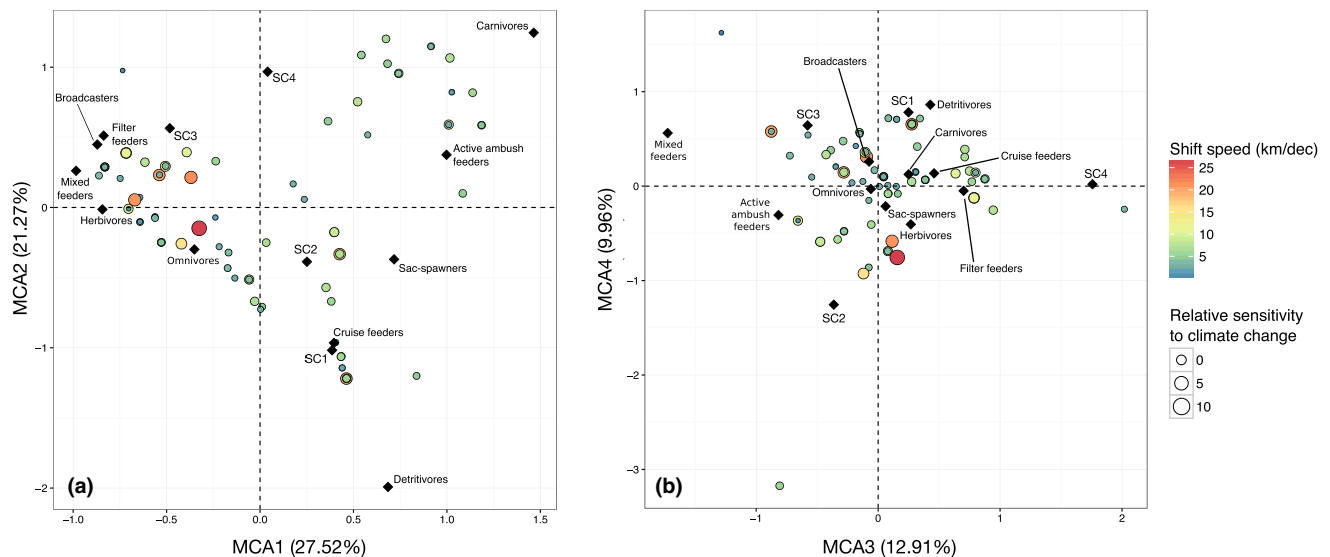 Carnivores
SC4
Broadcasters
Filter
feeders
SC3
Active ambush
feeders
Mixed
feeders
Herbivores
Omnivores
SC2
Sac-spawners
Cruise feeders
SC1
Detritivores
1
0
−1
−2
−1.0
−0.5
0.0
0.5
1.0
1.5
MCA2 (21.27%)
MCA1 (27.52%)
(a)
Broadcasters
SC1
Detritivores
SC3
Carnivores
Mixed
feeders
Cruise feeders
SC4
Omnivores
Active
ambush
feeders
Sac-spawners
Herbivores
Filter feeders
SC2
1
0
−1
−2
−3
−1
0
1
2
MCA4 (9.96%)
MCA3 (12.91%)
(b)
Shift speed (km/dec)
25
20
15
10
5
Relative sensitivity
to climate change
0
5
10